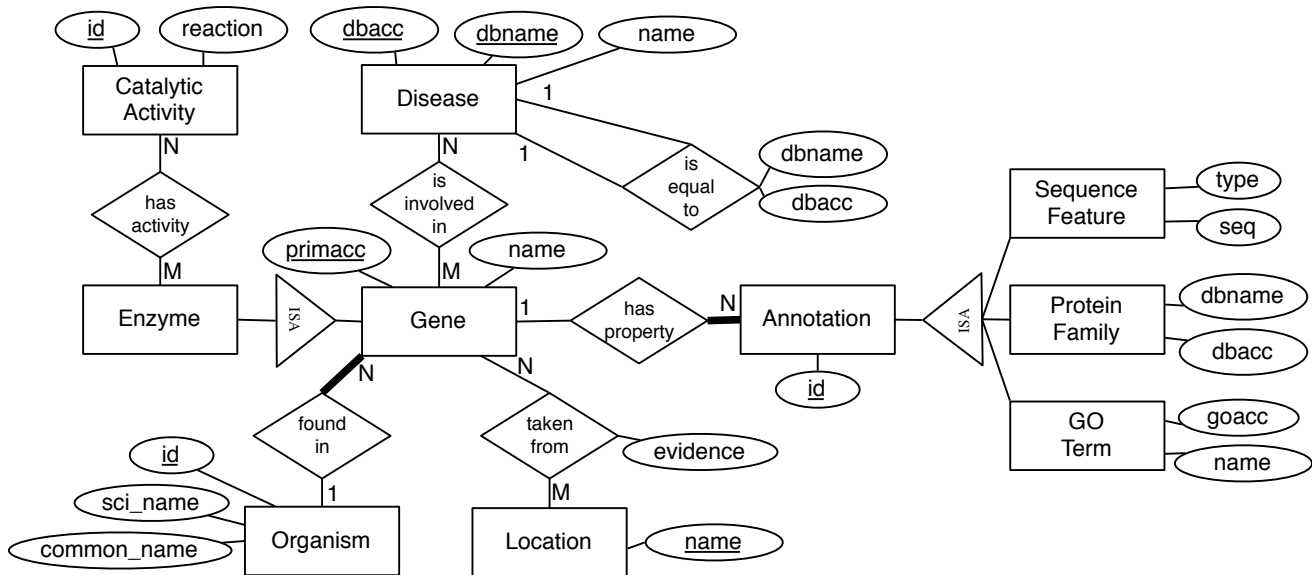 id
reaction
dbacc
dbname
name
Catalytic
Activity
Disease
1
1
N
N
is
equal
to
dbname
dbacc
has
activity
is
involved
in
Sequence
Feature
type
seq
primacc
name
M
M
Enzyme
ISA
Gene
1
has
property
N
Annotation
ISA
Protein
Family
dbname
dbacc
id
N
N
found
in
taken
from
evidence
GO
Term
goacc
name
id
sci_name
common_name
1
M
Organism
Location
name